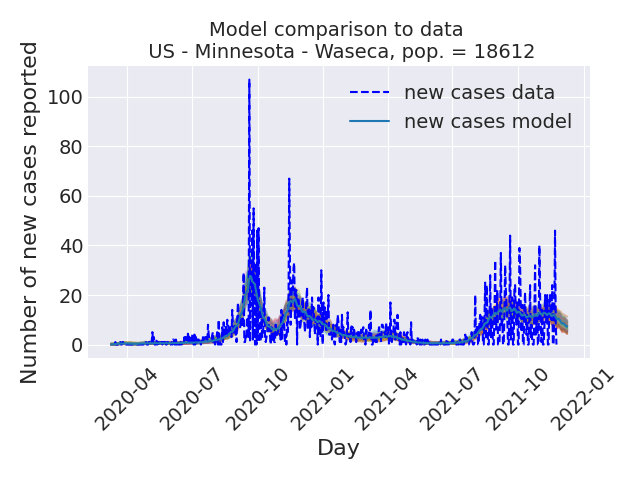 Model comparison to data
US - Minnesota - Waseca, pop. = 18612
Number of new cases reported
100
80
60
40
20
0
new cases data
new cases model
2020-04
2020-07
2020-10
2021-01
2021-04
2021-07
2021-10
2022-01
Day